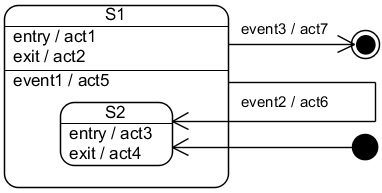 S1
entry / act1
exit / act2
event1 / act5
S2
entry / act3
exit / act4
event3 / act7
event2 / act6